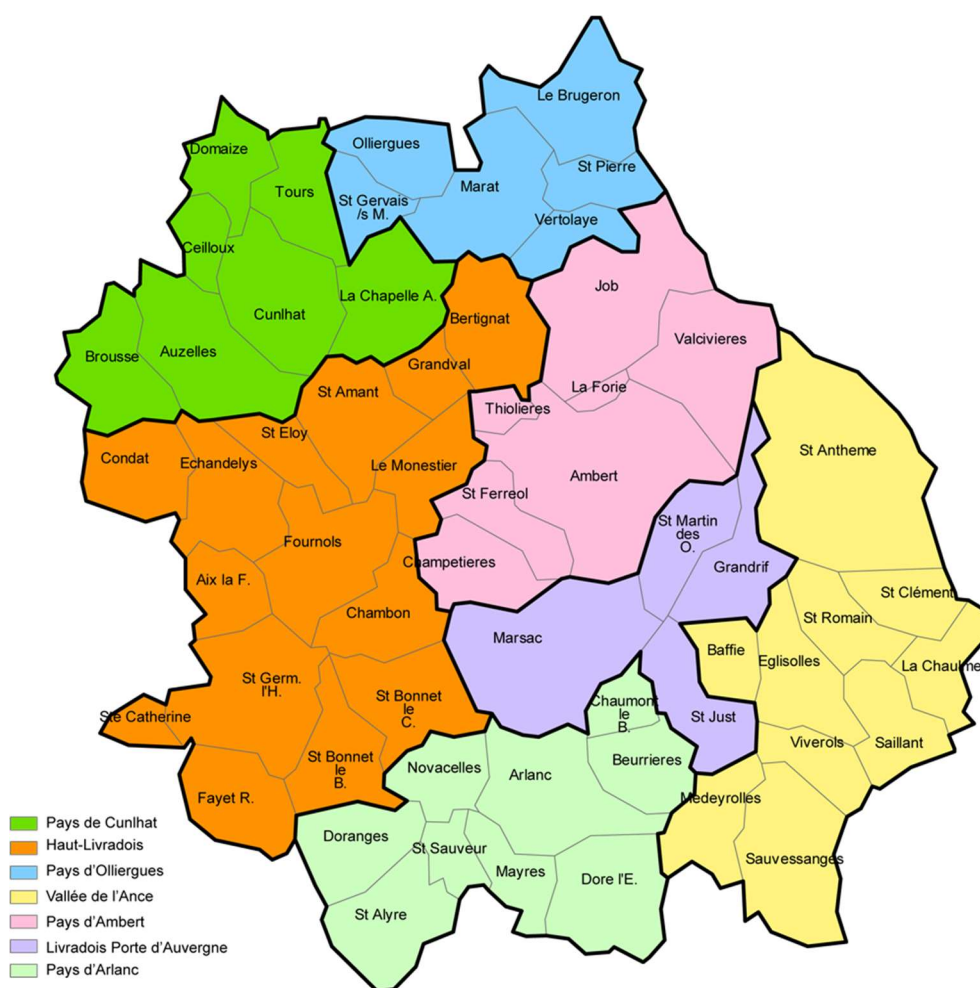 Le Brugeron
Olliergues
Domaize
St Pierre
Marat
Tours
St Gervais
/s M.
Vertolaye
Ceilloux
Job
La Chapelle A.
Cunlhat
Bertignat
Valcivieres
Auzelles
Brousse
Grandval
La Forie
St Amant
Thiolieres
St Eloy
St Antheme
Condat
Echandelys
Le Monestier
Ambert
St Ferreol
St Martin
des
O.
Fournols
Champetieres
Grandrif
Aix la F.
St Clément
Chambon
St Romain
Marsac
Baffie
Eglisolles
La Chaulme
St Germ.
l'H.
St Bonnet
le
C.
Chaumont
le
B.
Ste Catherine
St Just
Viverols
Saillant
St Bonnet
le
B.
Novacelles
Arlanc
Beurrieres
Fayet R.
Medeyrolles
Doranges
St Sauveur
Sauvessanges
Mayres
Dore l'E.
St Alyre
Pays de Cunlhat
Haut-Livradois
Pays d'Olliergues
Vallée de l'Ance
Pays d'Ambert
Livradois Porte d'Auvergne
Pays d'Arlanc